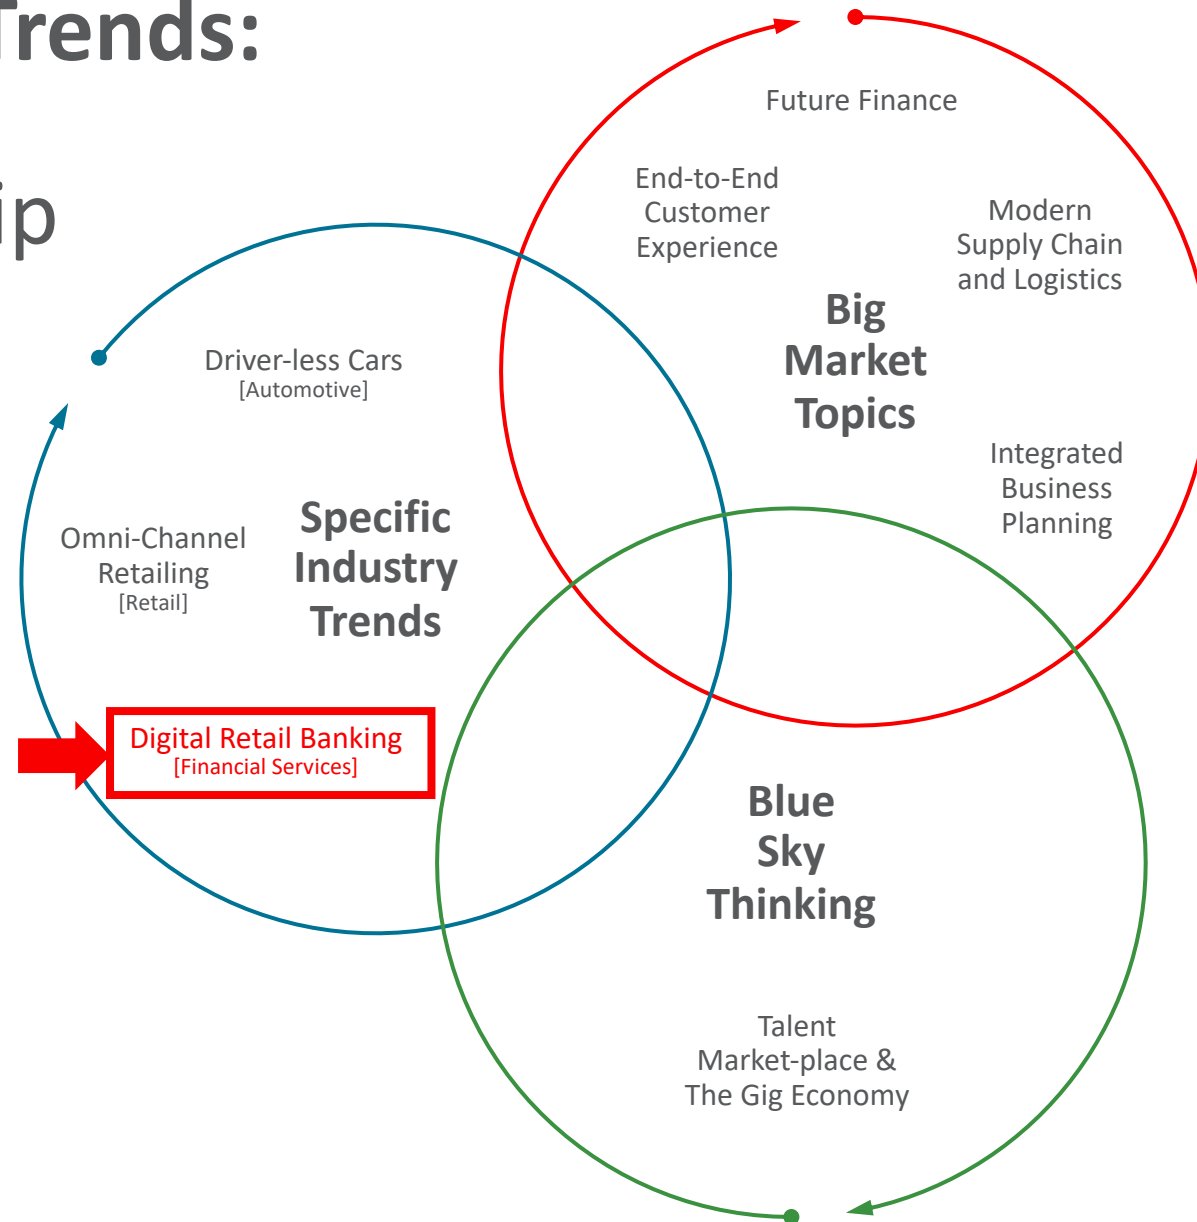 Trends:
ip
Future Finance
End-to-End
Customer
Experience
Modern
Supply Chain
and Logistics
Big
Market
Topics
Integrated
Business
Planning
Driver-less Cars
[Automotive]
Omni-Channel
Retailing
[Retail]
Specific
Industry
Trends
Digital Retail Banking
[Financial Services]
Blue
Sky
Thinking
Talent
Market-place &
The Gig Economy